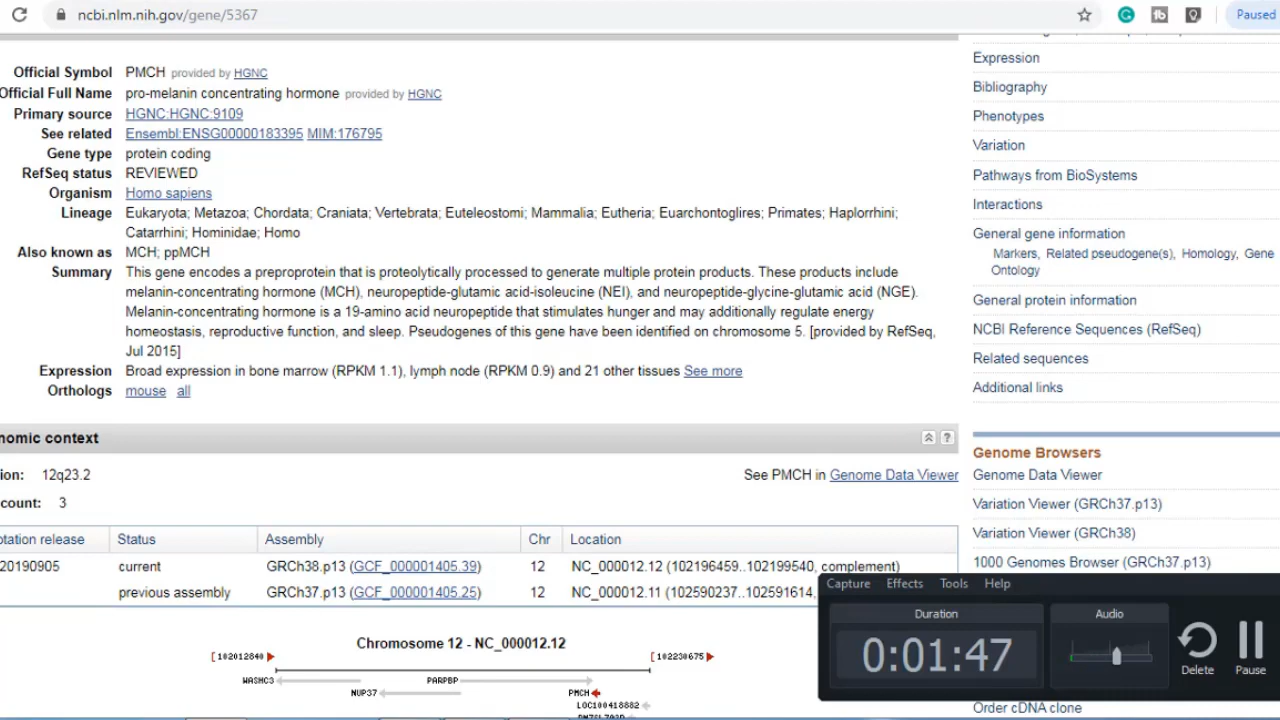 ncbi.nlm.nih.gov/gene/5367
Paused
Official Symbol PMCH provided by HGNC
Official Full Name pro-melanin concentrating hormone provided by HGNC
Primary source HGNC:HGNC:9109
See related Ensembl:ENSG00000183395 MIM:176795
Gene type protein coding
RefSeq status REVIEWED
Organism Homo sapiens
Lineage Eukaryota; Metazoa; Chordata; Craniata; Vertebrata; Euteleostomi; Mammalia; Eutheria; Euarchontoglires; Primates; Haplorrhini;
Catarrhini; Hominidae; Homo
Also known as MCH; ppMCH
Summary This gene encodes a preproprotein that is proteolytically processed to generate multiple protein products. These products include
melanin-concentrating hormone (MCH), neuropeptide-glutamic acid-isoleucine (NEI), and neuropeptide-glycine-glutamic acid (NGE).
Melanin-concentrating hormone is a 19-amino acid neuropeptide that stimulates hunger and may additionally regulate energy
homeostasis, reproductive function, and sleep. Pseudogenes of this gene have been identified on chromosome 5. [provided by RefSeq,
Jul 2015]
Expression Broad expression in bone marrow (RPKM 1.1), lymph node (RPKM 0.9) and 21 other tissues See more
Orthologs mouse all
nomic context
ion: 12q23.2
See PMCH in Genome Data Viewer
count: 3
otation release Status Assembly Chr Location
20190905 current GRCh38.p13 (GCF_000001405.39) 12 NC_000012.12 (102196459..102199540, complement)
previous assembly GRCh37.p13 (GCF_000001405.25) 12 NC_000012.11 (102590237..102591614,
Chromosome 12 - NC_000012.12
[ 102012840 [ 102230675
WASHC3 PARPBP
NUP37 PMCH
LOC100418882
Expression
Bibliography
Phenotypes
Variation
Pathways from BioSystems
Interactions
General gene information
Markers, Related pseudogene(s), Homology, Gene
Ontology
General protein information
NCBI Reference Sequences (RefSeq)
Related sequences
Additional links
Genome Browsers
Genome Data Viewer
Variation Viewer (GRCh37.p13)
Variation Viewer (GRCh38)
1000 Genomes Browser (GRCh37.p13)
Capture Effects Tools Help
Duration Audio
0:01:47
Delete Pause
Order cDNA clone